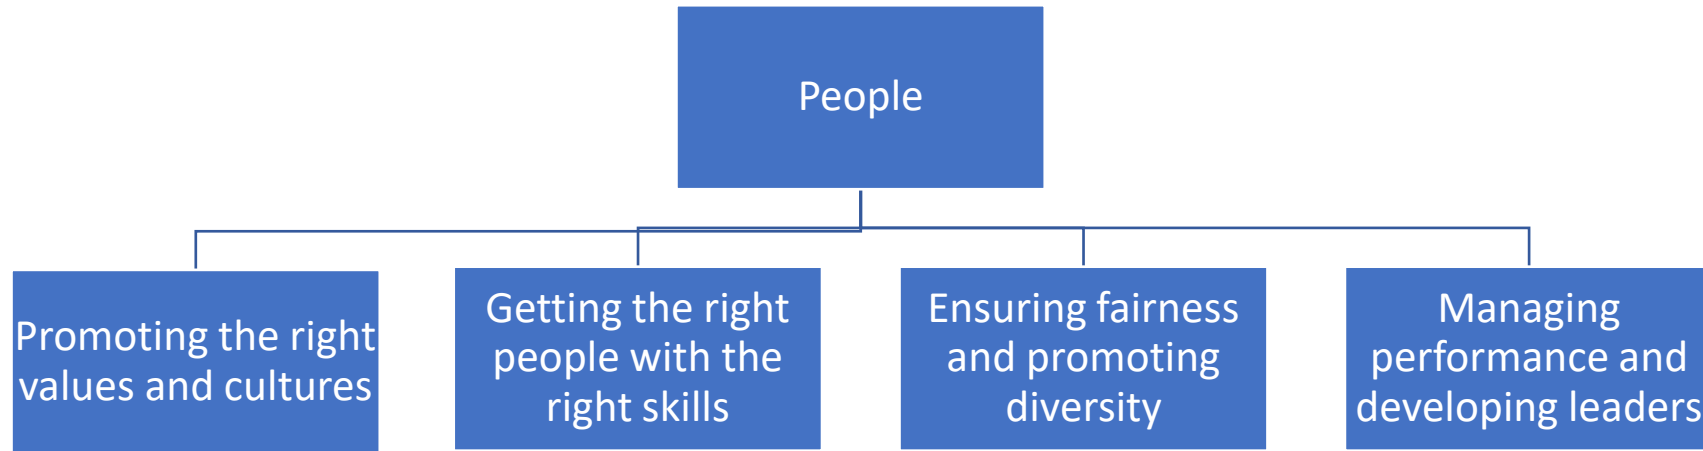 People
Promoting the right
values and cultures
Getting the right
people with the
right skills
Ensuring fairness
and promoting
diversity
Managing
performance and
developing leaders